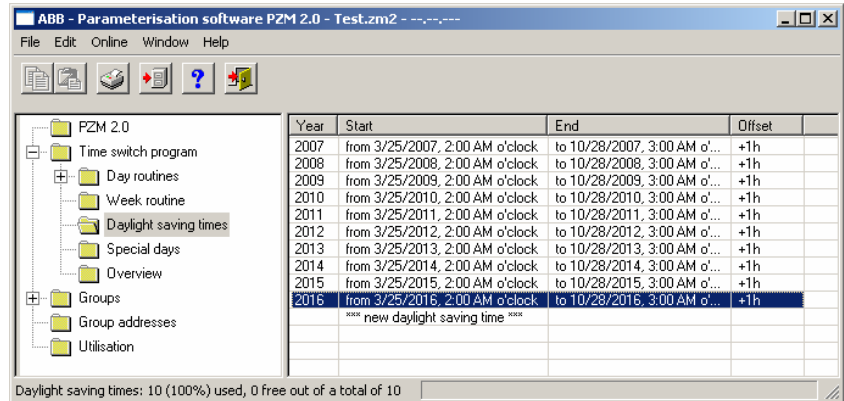 ABB - Parameterisation software PZM 2.0 - Test.zm2 - --.--.---
File Edit Online Window Help
PZM 2.0
Time switch program
Day routines
Week routine
Daylight saving times
Special days
Overview
Groups
Group addresses
Utilisation
Year Start End Offset
2007 from 3/25/2007, 2:00 AM o'clock to 10/28/2007, 3:00 AM o'... +1h
2008 from 3/25/2008, 2:00 AM o'clock to 10/28/2008, 3:00 AM o'... +1h
2009 from 3/25/2009, 2:00 AM o'clock to 10/28/2009, 3:00 AM o'... +1h
2010 from 3/25/2010, 2:00 AM o'clock to 10/28/2010, 3:00 AM o'... +1h
2011 from 3/25/2011, 2:00 AM o'clock to 10/28/2011, 3:00 AM o'... +1h
2012 from 3/25/2012, 2:00 AM o'clock to 10/28/2012, 3:00 AM o'... +1h
2013 from 3/25/2013, 2:00 AM o'clock to 10/28/2013, 3:00 AM o'... +1h
2014 from 3/25/2014, 2:00 AM o'clock to 10/28/2014, 3:00 AM o'... +1h
2015 from 3/25/2015, 2:00 AM o'clock to 10/28/2015, 3:00 AM o'... +1h
2016 from 3/25/2016, 2:00 AM o'clock to 10/28/2016, 3:00 AM o'... +1h
*** new daylight saving time ***
Daylight saving times: 10 (100%) used, 0 free out of a total of 10